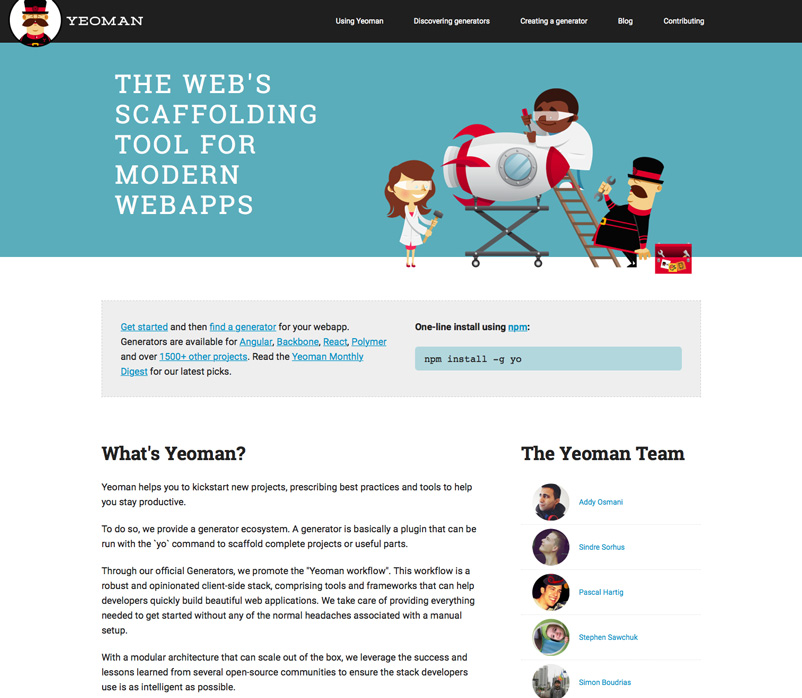 YEOMAN
Using Yeoman
Discovering generators
Creating a generator
Blog
Contributing
THE WEB'S
SCAFFOLDING
TOOL FOR
MODERN
WEBAPPS
Get started and then find a generator for your webapp.
Generators are available for Angular, Backbone, React, Polymer
and over 1500+ other projects. Read the Yeoman Monthly
Digest for our latest picks.
One-line install using npm:
npm install -g yo
What's Yeoman?
Yeoman helps you to kickstart new projects, prescribing best practices and tools to help
you stay productive.
To do so, we provide a generator ecosystem. A generator is basically a plugin that can be
run with the `yo` command to scaffold complete projects or useful parts.
Through our official Generators, we promote the "Yeoman workflow". This workflow is a
robust and opinionated client-side stack, comprising tools and frameworks that can help
developers quickly build beautiful web applications. We take care of providing everything
needed to get started without any of the normal headaches associated with a manual
setup.
With a modular architecture that can scale out of the box, we leverage the success and
lessons learned from several open-source communities to ensure the stack developers
use is as intelligent as possible.
The Yeoman Team
Addy Osmani
Sindre Sorhus
Pascal Hartig
Stephen Sawchuk
Simon Boudrias